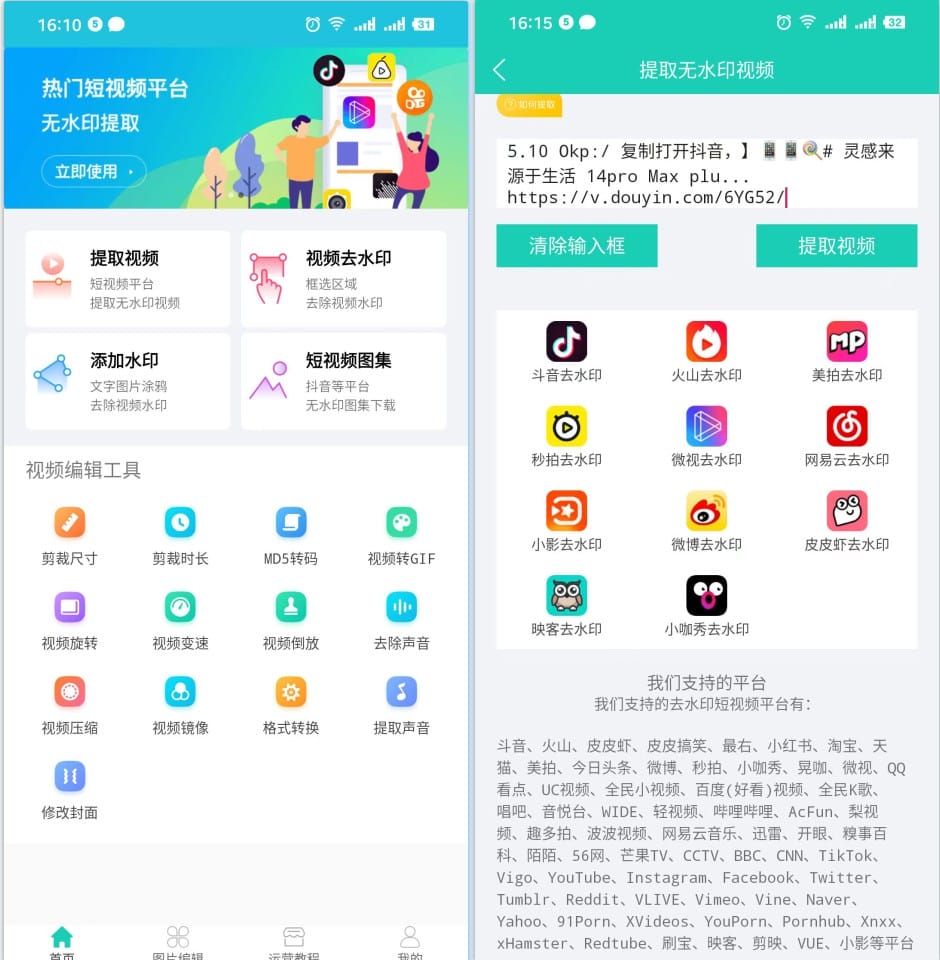 16:10
5
31
热门短视频平台
无水印提取
立即使用
提取视频
短视频平台
提取无水印视频
视频去水印
框选区域
去除视频水印
添加水印
文字图片涂鸦
去除视频水印
短视频图集
抖音等平台
无水印图集下载
视频编辑工具
剪裁尺寸 剪裁时长 MD5转码 视频转GIF
视频旋转 视频变速 视频倒放 去除声音
视频压缩 视频镜像 格式转换 提取声音
修改封面
首页 图片编辑 运营教程 我的
16:15
5
32
提取无水印视频
如何提取
5.10 Okp:/ 复制打开抖音,】📱📱🍭# 灵感来
源于生活 14pro Max plu...
https://v.douyin.com/6YG52/
清除输入框 提取视频
MP
斗音去水印 火山去水印 美拍去水印
秒拍去水印 微视去水印 网易云去水印
小影去水印 微博去水印 皮皮虾去水印
映客去水印 小咖秀去水印
我们支持的平台
我们支持的去水印短视频平台有:
斗音、火山、皮皮虾、皮皮搞笑、最右、小红书、淘宝、天
猫、美拍、今日头条、微博、秒拍、小咖秀、晃咖、微视、QQ
看点、UC视频、全民小视频、百度(好看)视频、全民K歌、
唱吧、音悦台、WIDE、轻视频、哔哩哔哩、AcFun、梨视
频、趣多拍、波波视频、网易云音乐、迅雷、开眼、糗事百
科、陌陌、56网、芒果TV、CCTV、BBC、CNN、TikTok、
Vigo、YouTube、Instagram、Facebook、Twitter、
Tumblr、Reddit、VLIVE、Vimeo、Vine、Naver、
Yahoo、91Porn、XVideos、YouPorn、Pornhub、Xnxx、
xHamster、Redtube、刷宝、映客、剪映、VUE、小影等平台